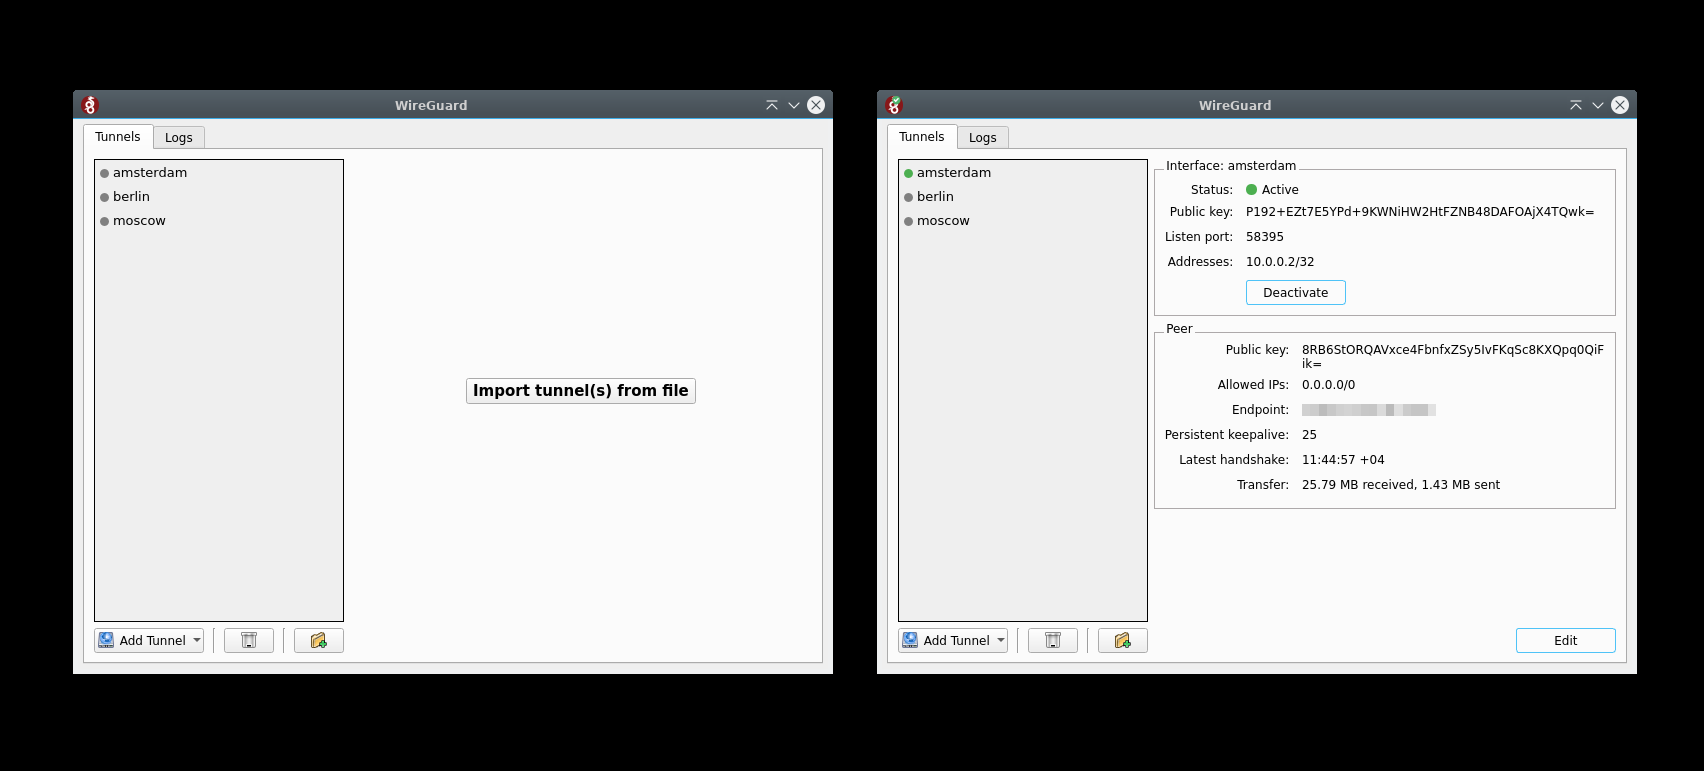 WireGuard
Tunnels
Logs
amsterdam
berlin
moscow
Import tunnel(s) from file
Add Tunnel
WireGuard
Tunnels
Logs
amsterdam
berlin
moscow
Interface: amsterdam
Status: Active
Public key: P192+EZt7E5YPd+9KWNiHW2HtFZNB48DAFOAjX4TQwk=
Listen port: 58395
Addresses: 10.0.0.2/32
Deactivate
Peer
Public key: 8RB6StORQAVxce4FbnfxZSy5IvFKqSc8KXQpq0QiF
ik=
Allowed IPs: 0.0.0.0/0
Endpoint:
Persistent keepalive: 25
Latest handshake: 11:44:57 +04
Transfer: 25.79 MB received, 1.43 MB sent
Add Tunnel
Edit